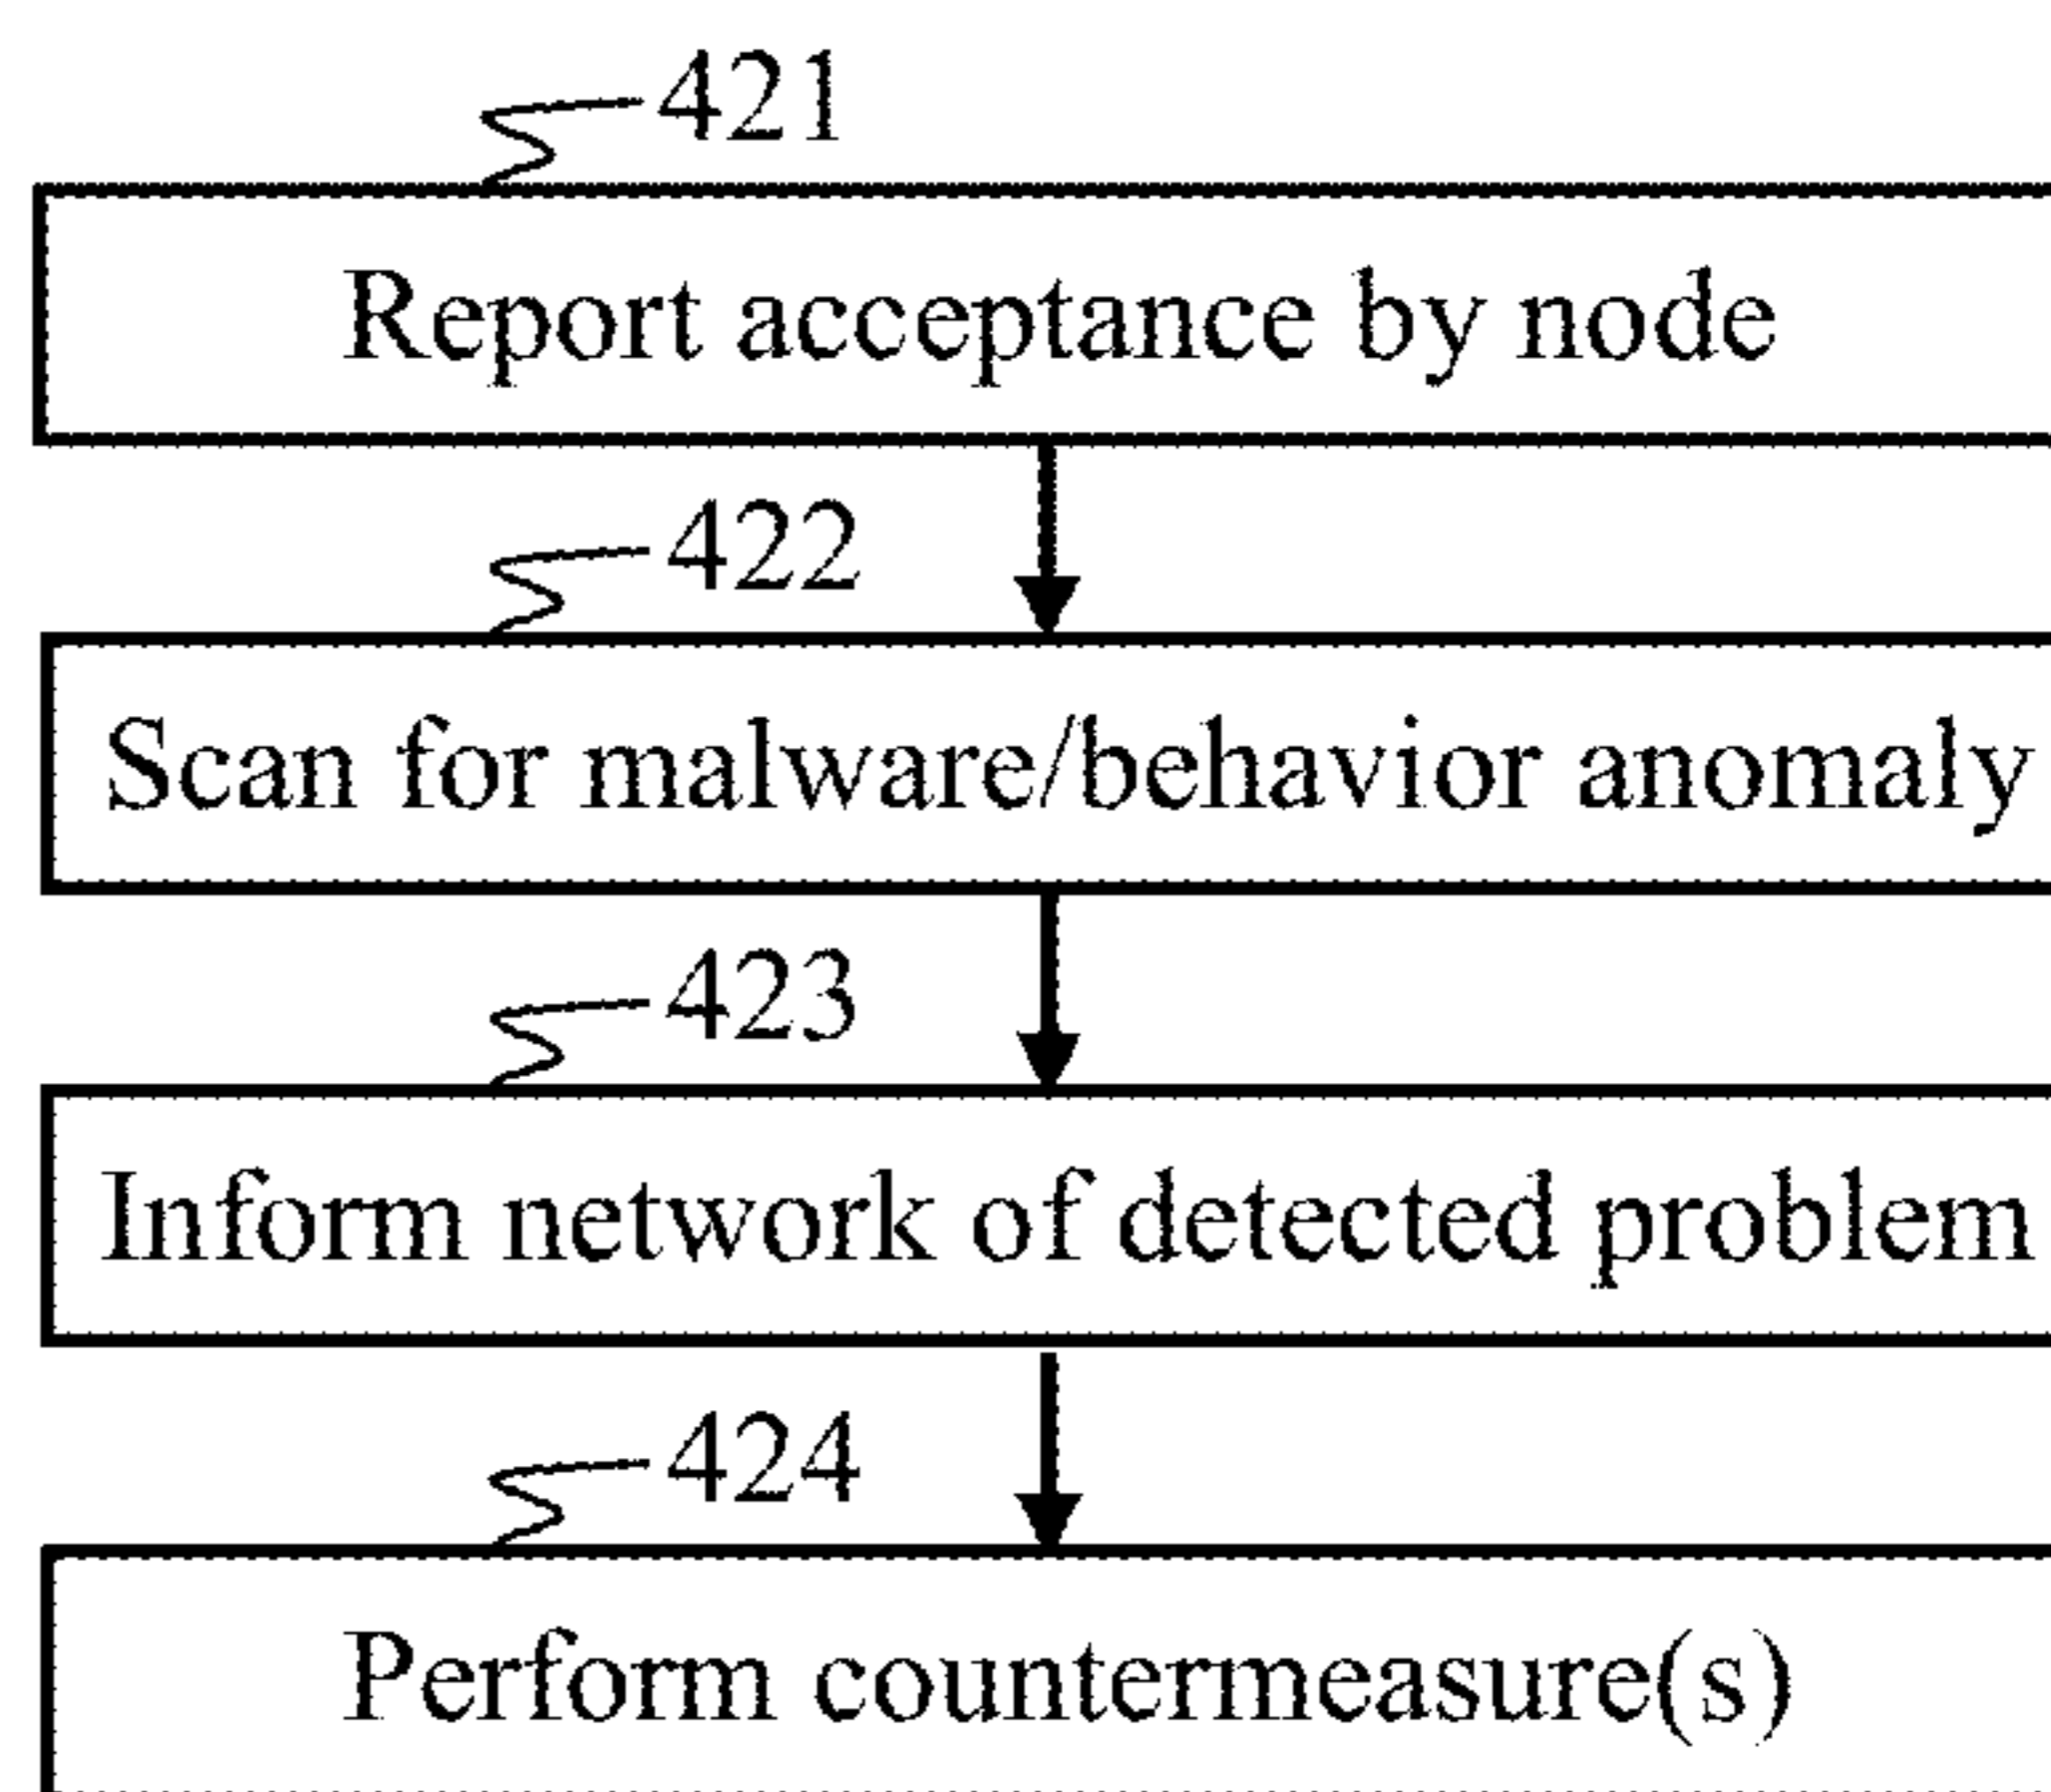 421
Report acceptance by node
422
Scan for malware/behavior anomaly
423
Inform network of detected problem
424
Perform countermeasure(s)